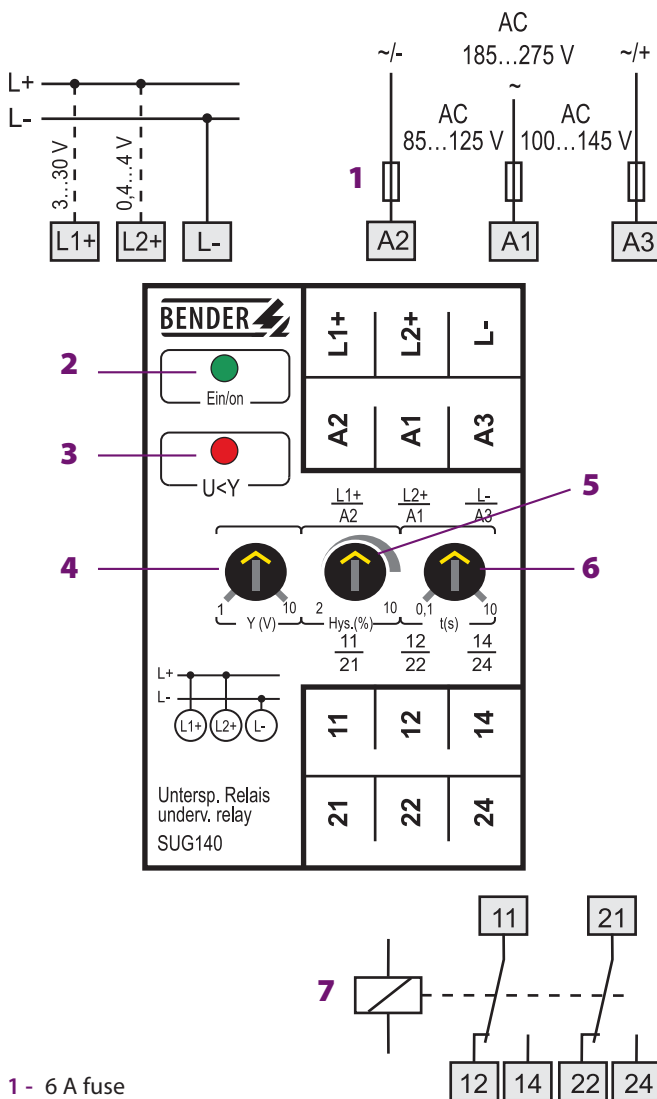 AC
~/-
185...275 V
~/+
L+
~
L-
AC
AC
85...125 V
100...145 V
3...30 V
0,4...4 V
1
L1+
L2+
L-
A2
A1
A3
BENDER
L1+
L2+
L-
2
Ein/on
A2
A1
A3
3
U<Y
L1+
A2
L2+
A1
L-
A3
5
4
6
1
10
Y (V)
2
10
Hys.(%)
0,1
10
t(s)
11
21
12
22
14
24
L+
L-
L1+
L2+
L-
11
12
14
Untersp. Relais
underv. relay
SUG140
21
22
24
11
21
7
12
14
22
24
1 - 6 A fuse